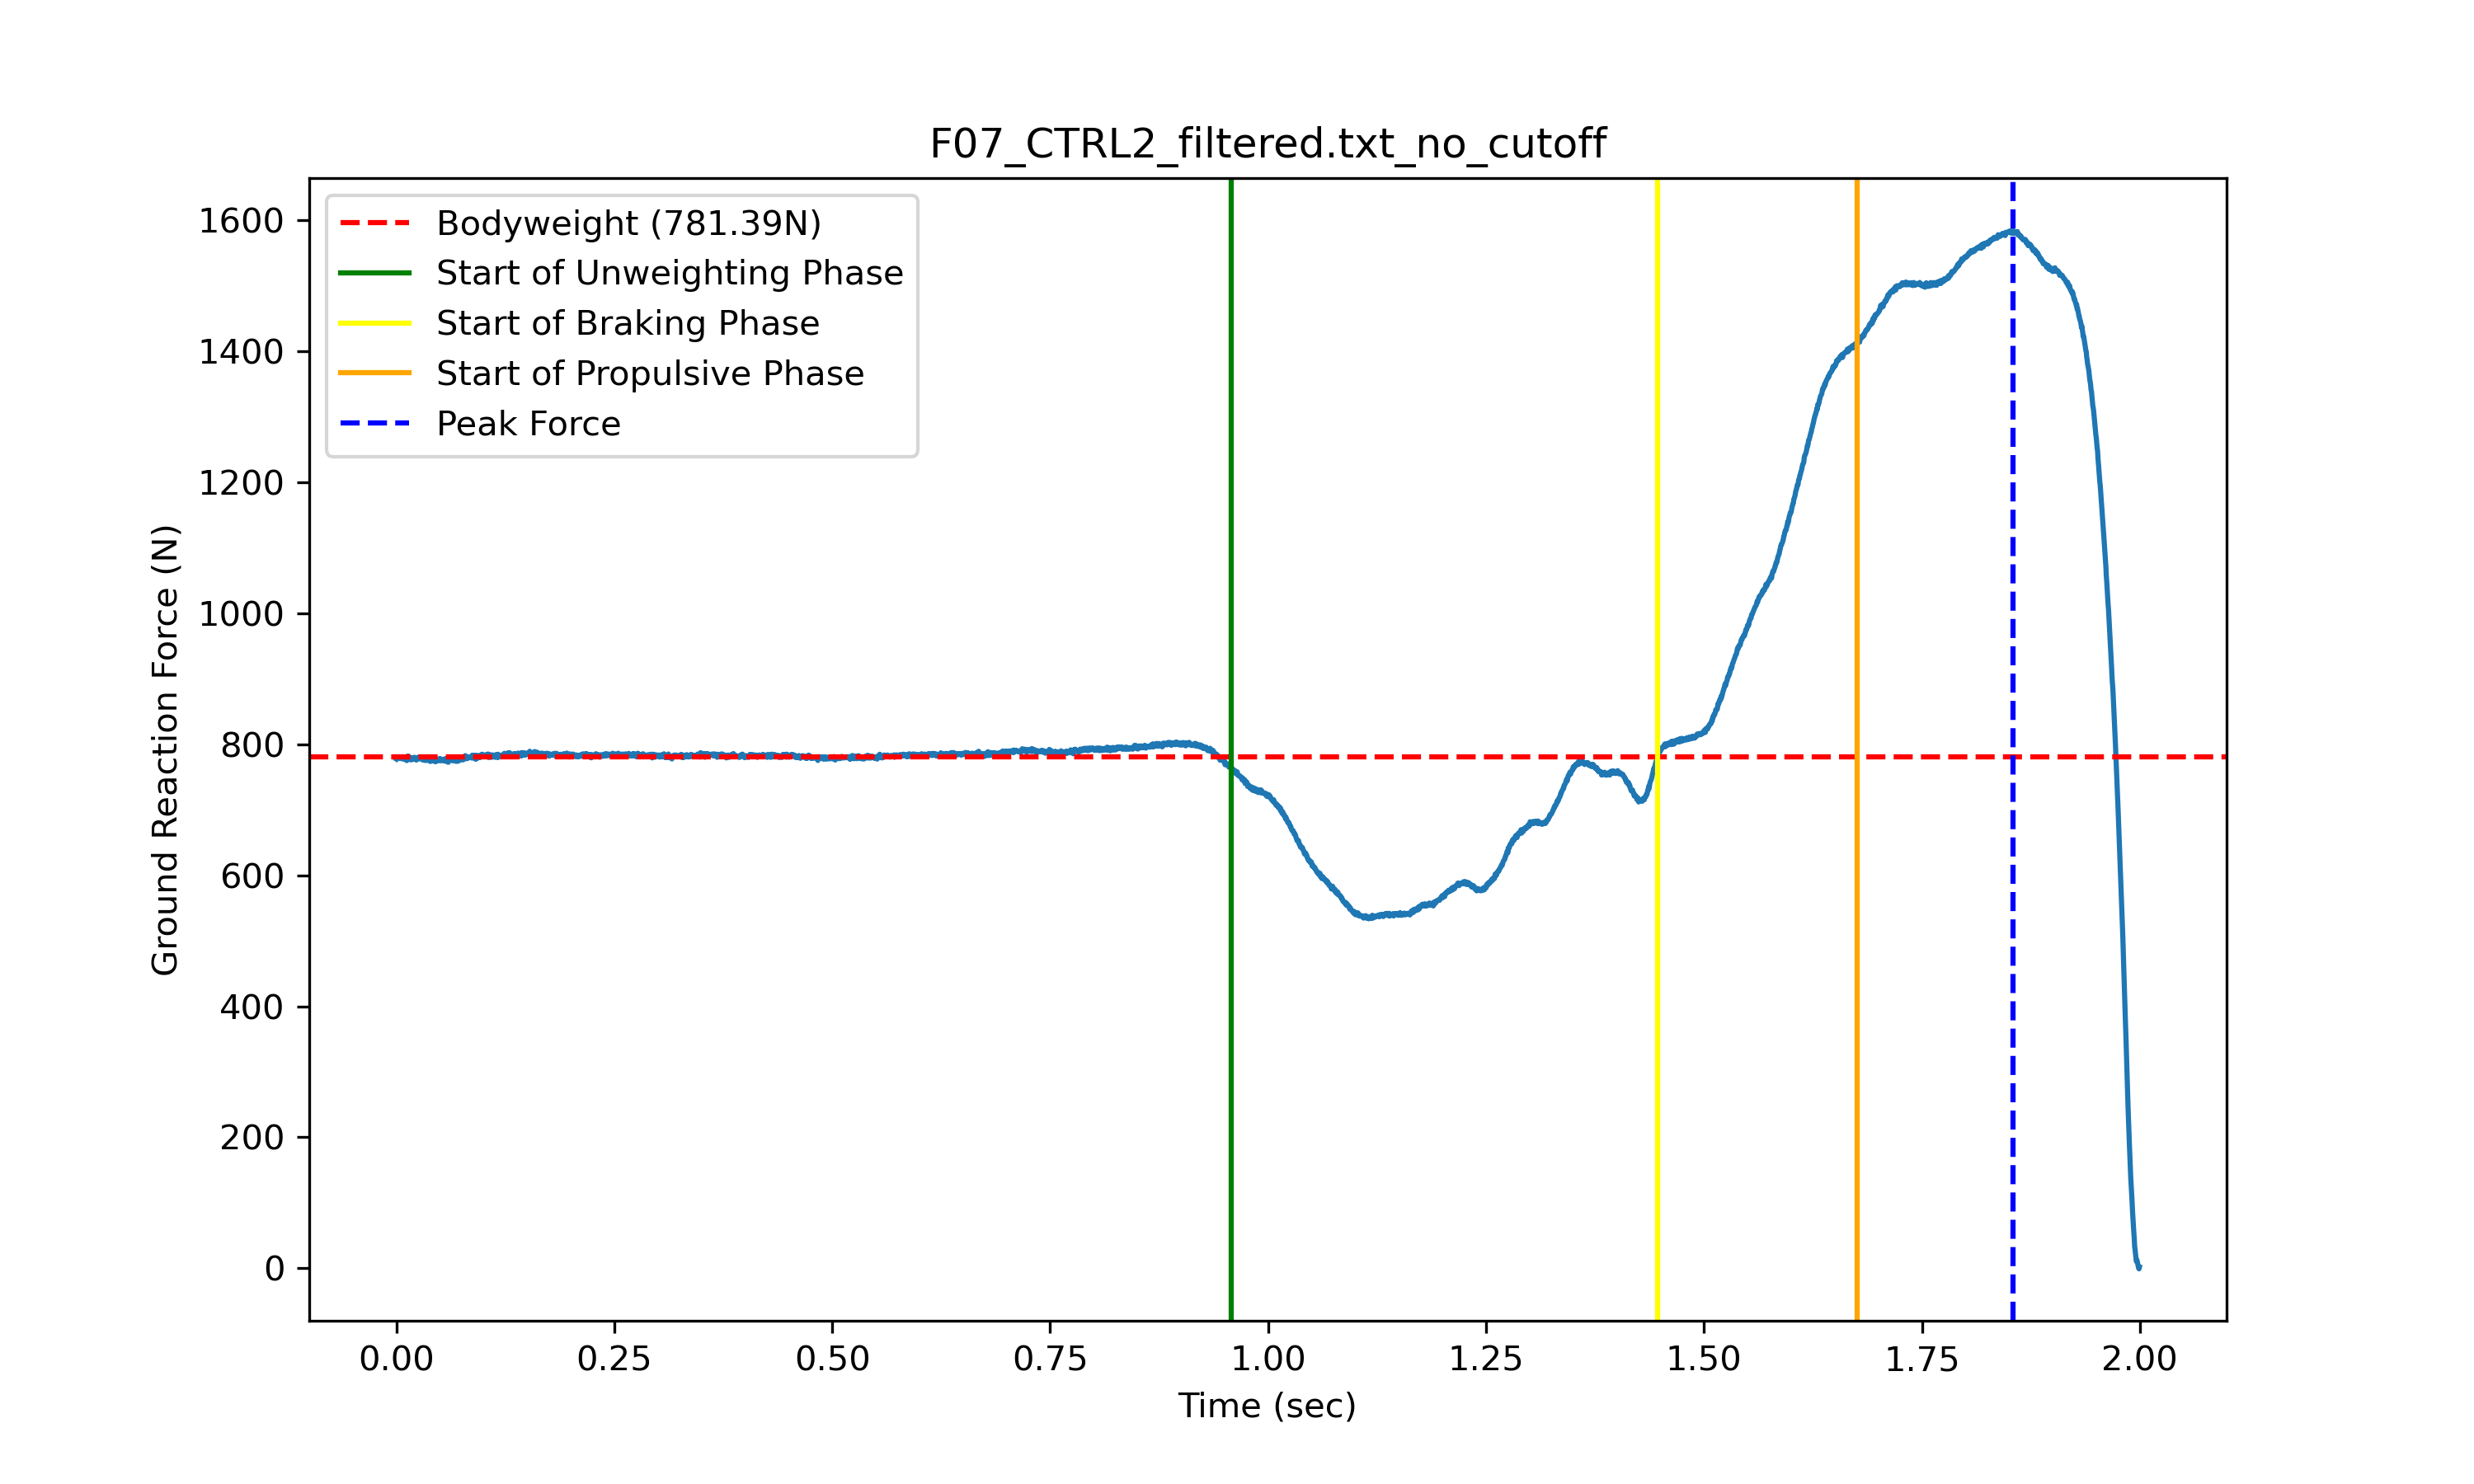 F07_CTRL2_filtered.txt_no_cutoff
Bodyweight (781.39N)
Start of Unweighting Phase
Start of Braking Phase
Start of Propulsive Phase
Peak Force
Ground Reaction Force (N)
1600
1400
1200
1000
800
600
400
200
0
0.00 0.25 0.50 0.75 1.00 1.25 1.50 1.75 2.00
Time (sec)